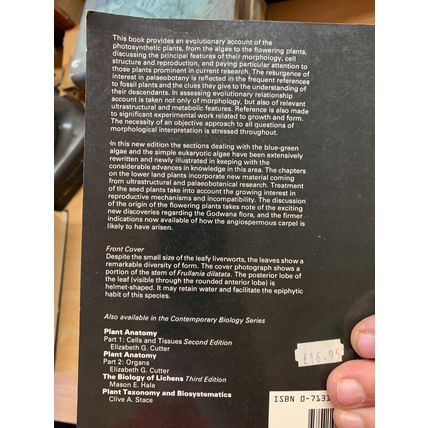 This book provides an evolutionary account of the
photosynthetic plants, from the algae to the flowering plants,
discussing the principal features of their morphology, cell
structure and reproduction, and paying particular attention to
those plants prominent in current research. The resurgence of
interest in palaeobotany is reflected in the frequent references
to fossil plants and the clues they give to the understanding of
their descendants. In assessing evolutionary relationship
account is taken not only of morphology, but also of relevant
ultrastructural and metabolic features. Reference is also made
to significant experimental work related to growth and form.
The necessity of an objective approach to all questions of
morphological interpretation is stressed throughout.
In this new edition the sections dealing with the blue-green
algae and the simple eukaryotic algae have been extensively
rewritten and newly illustrated in keeping with the
considerable advances in knowledge in this area. The chapters
on the lower land plants incorporate new material coming
from ultrastructural and palaeobotanical research. Treatment
of the seed plants take into account the growing interest in
reproductive mechanisms and incompatibility. The discussion
of the origin of the flowering plants takes note of the exciting
new discoveries regarding the Godwana flora, and the firmer
indications now available of how the angiospermous carpel is
likely to have arisen.
Front Cover
Despite the small size of the leafy liverworts, the leaves show a
remarkable diversity of form. The cover photograph shows a
portion of the stem of Frullania dilatata. The posterior lobe of
the leaf (visible through the rounded anterior lobe) is
helmet-shaped. It may retain water and facilitate the epiphytic
habit of this species.
Also available in the Contemporary Biology Series
Plant Anatomy
Part 1: Cells and Tissues Second Edition
Elizabeth G. Cutter
Plant Anatomy
Part 2: Organs
Elizabeth G. Cutter
The Biology of Lichens Third Edition
Mason E. Hale
Plant Taxonomy and Biosystematics
Clive A. Stace
£16.95
ISBN 0-7131